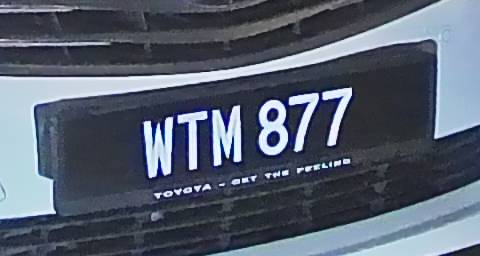 WTM 877
TOYOTA - GET THE FEELING